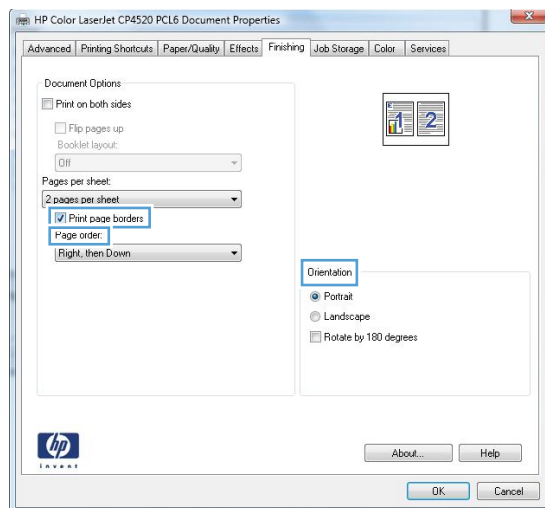 HP Color LaserJet CP4520 PCL6 Document Properties
Advanced Printing Shortcuts Paper/Quality Effects Finishing Job Storage Color Services
Document Options
Print on both sides
Flip pages up
Booklet layout:
Off
Pages per sheet:
2 pages per sheet
Print page borders
Page order:
Right, then Down
1 2
Orientation
Portrait
Landscape
Rotate by 180 degrees
hp
invent
About... Help
OK Cancel